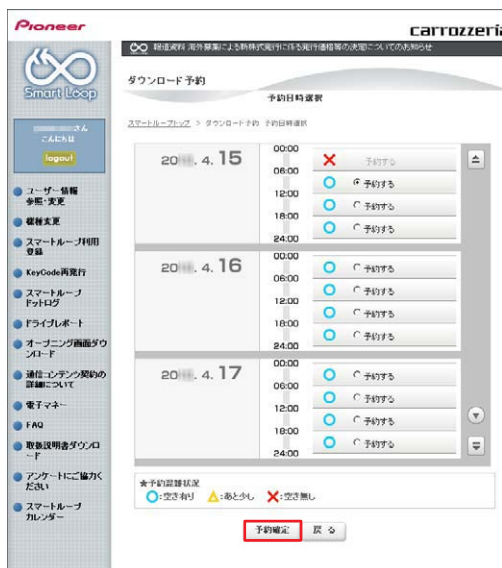 Pioneer
carrozzeria
報道資料 海外募集による新株式発行に係る発行価格等の決定についてのお知らせ
Smart Loop
さん
こんにちは
logout
ユーザー情報
参照・変更
機種変更
スマートループ利用
登録
KeyCode再発行
スマートループ
ドットログ
ドライブレポート
オープニング画面ダウ
ンロード
通信コンテンツ契約の
詳細について
電子マネー
FAQ
取扱説明書ダウンロ
ード
アンケートにご協力く
ださい
スマートループ
カレンダー
ダウンロード予約
予約日時選択
スマートループトップ > ダウンロード予約 予約日時選択
20 . 4. 15
00:00
予約する
06:00
予約する
12:00
予約する
18:00
予約する
24:00
20 . 4. 16
00:00
予約する
06:00
予約する
12:00
予約する
18:00
予約する
24:00
20 . 4. 17
00:00
予約する
06:00
予約する
12:00
予約する
18:00
予約する
24:00
★予約混雑状況
○:空き有り △:あと少し ×:空き無し
予約確定 戻る